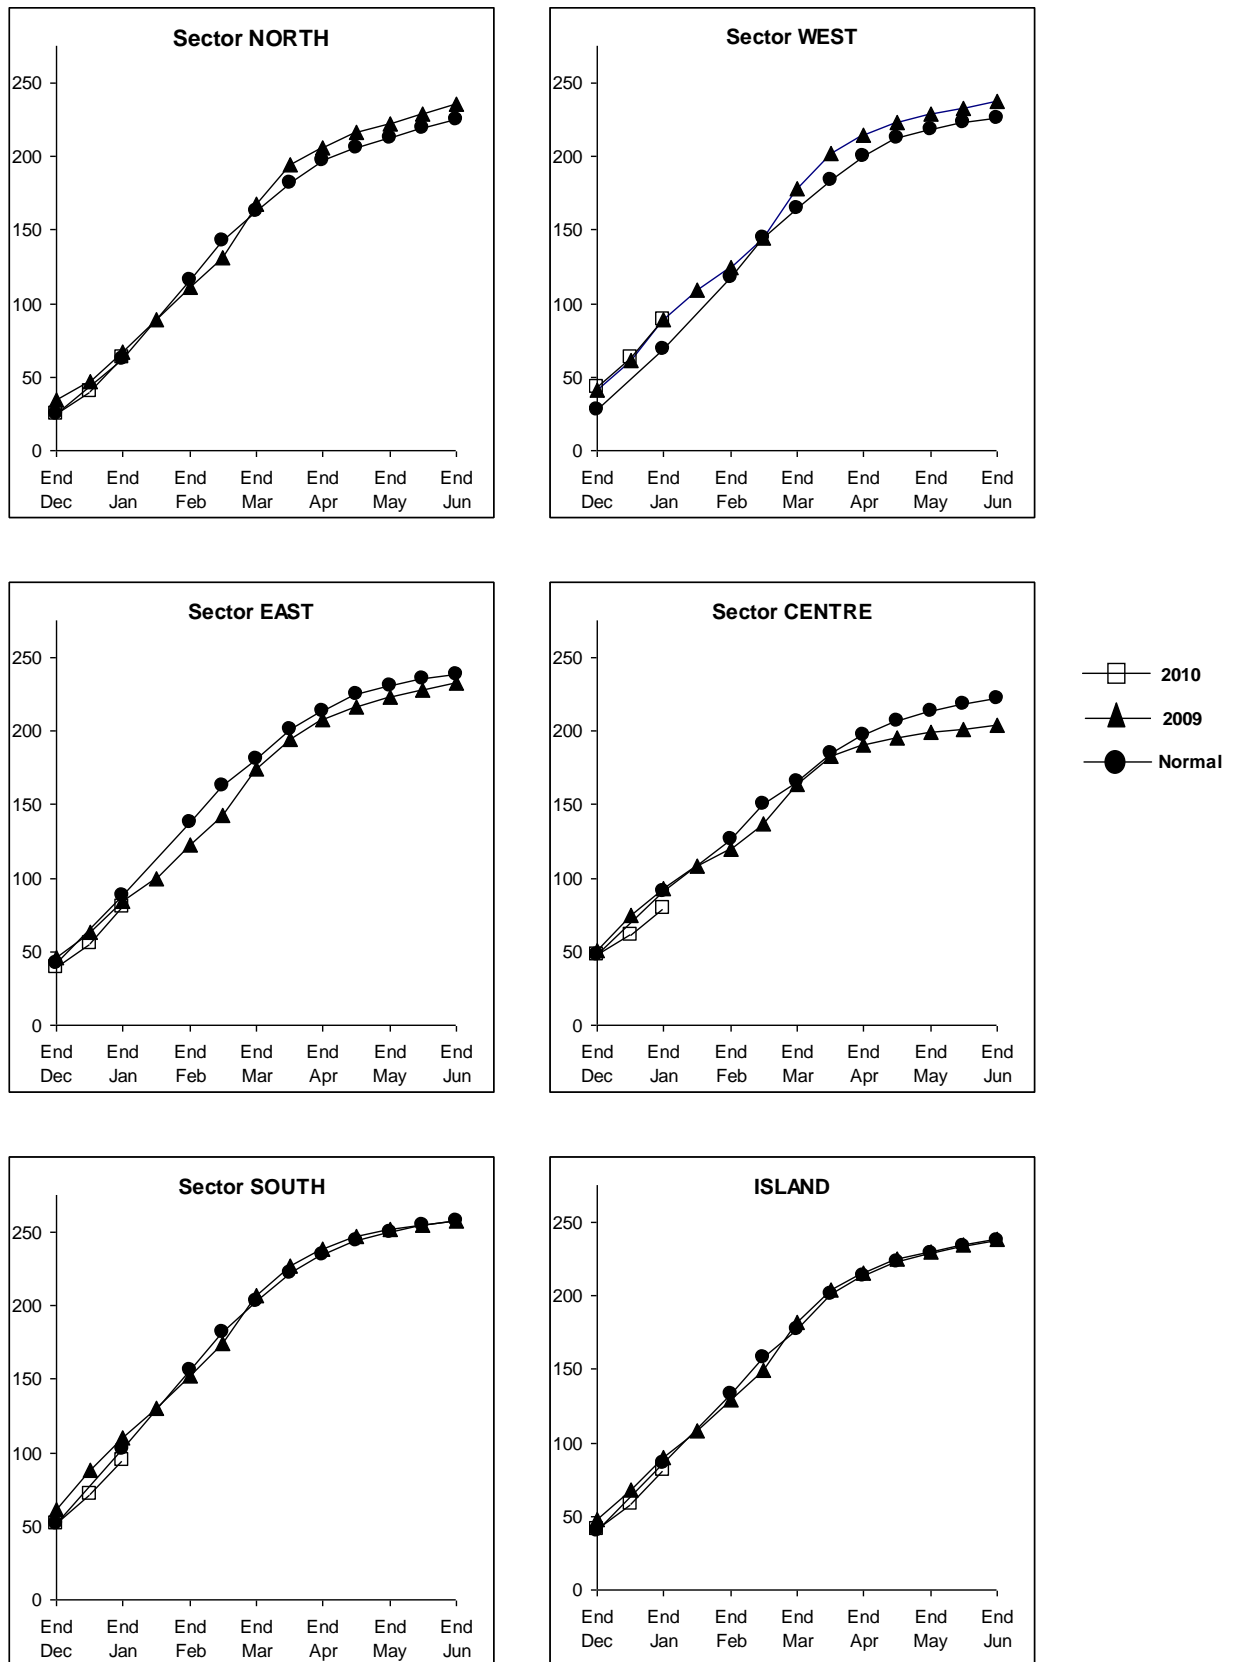 Sector NORTH
250
200
150
100
50
0
End End End End End End End
Dec Jan Feb Mar Apr May Jun
Sector WEST
250
200
150
100
50
0
End End End End End End End
Dec Jan Feb Mar Apr May Jun
Sector EAST
250
200
150
100
50
0
End End End End End End End
Dec Jan Feb Mar Apr May Jun
Sector CENTRE
250
200
150
100
50
0
End End End End End End End
Dec Jan Feb Mar Apr May Jun
2010
2009
Normal
Sector SOUTH
250
200
150
100
50
0
End End End End End End End
Dec Jan Feb Mar Apr May Jun
ISLAND
250
200
150
100
50
0
End End End End End End End
Dec Jan Feb Mar Apr May Jun